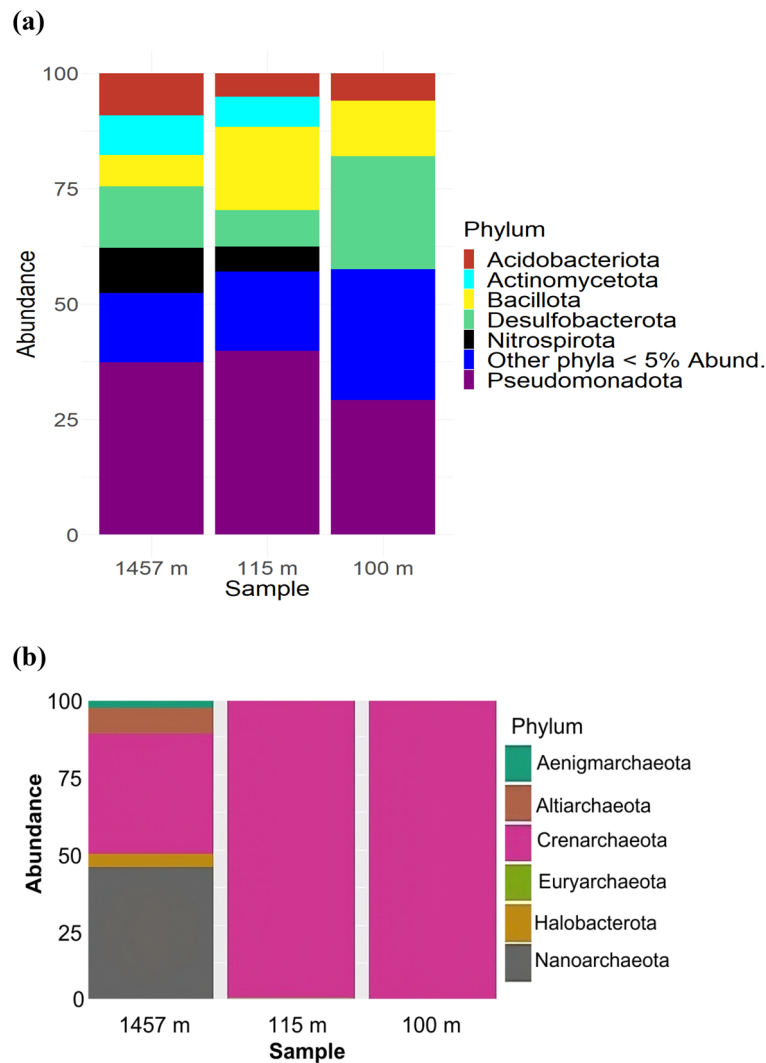 (a)
100
75
50
25
0
Abundance
1457 m
115 m
100 m
Sample
Phylum
Acidobacteriota
Actinomycetota
Bacillota
Desulfobacterota
Nitrospirota
Other phyla < 5% Abund.
Pseudomonadota
(b)
100
75
50
25
0
Abundance
1457 m
115 m
100 m
Sample
Phylum
Aenigmarchaeota
Altiarchaeota
Crenarchaeota
Euryarchaeota
Halobacterota
Nanoarchaeota